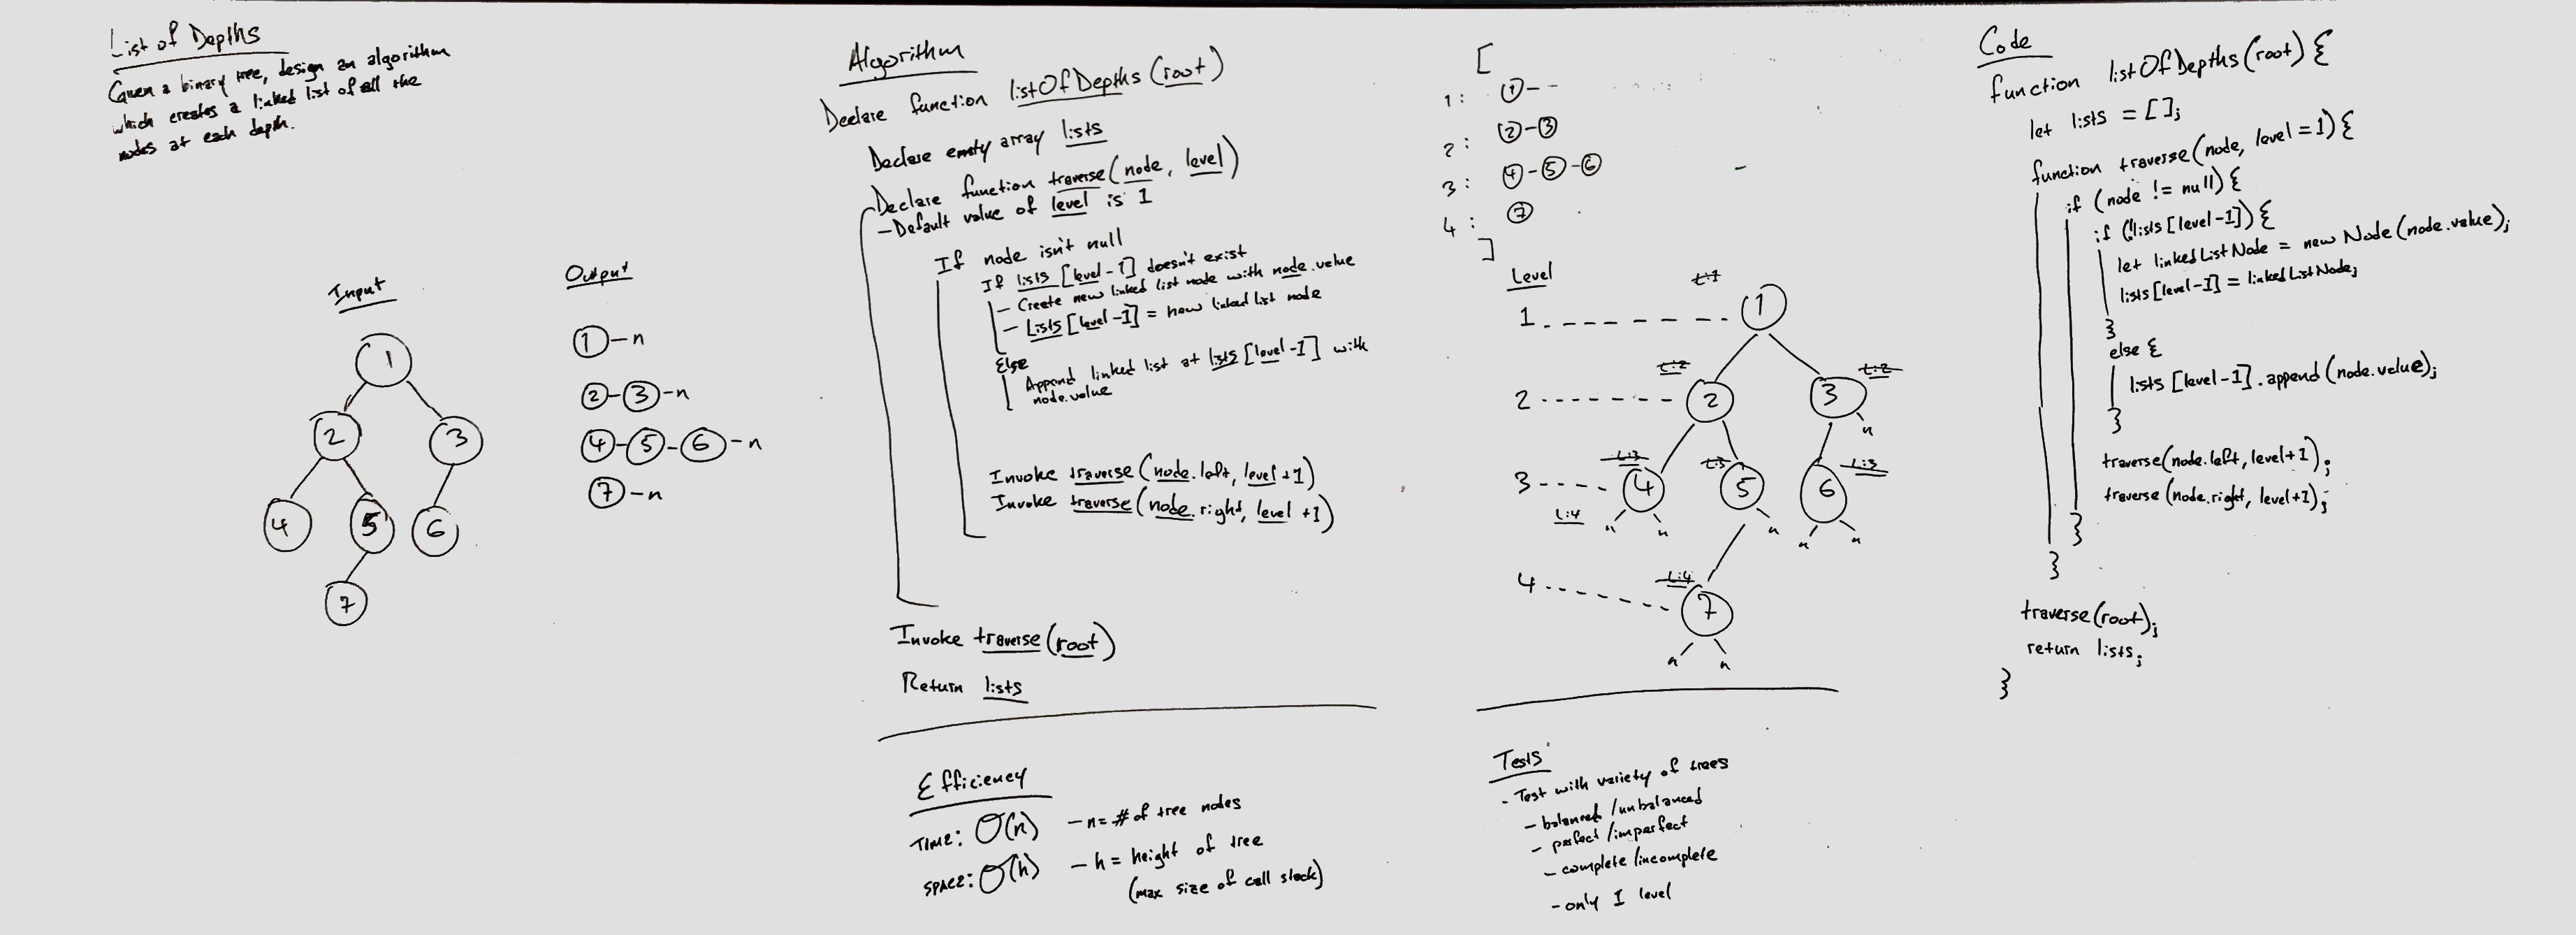 List of Depths
Given a binary tree, design an algorithm
which creates a linked list of all the
nodes at each depth.
Input
1
2 3
4 5 6
7
Output
1-n
2-3-n
4-5-6-n
7-n
Algorithm
Declare function listOfDepths(root)
Declare empty array lists
Declare function traverse(node, level)
-Default value of level is 1
If node isn't null
If lists[level-1] doesn't exist
- Create new linked list node with node.value
- Lists[level-1] = new linked list node
Else
Append linked list at lists[level-1] with
node.value
Invoke traverse(node.left, level+1)
Invoke traverse(node.right, level+1)
Invoke traverse(root)
Return lists
Efficiency
TIME: O(n) - n = # of tree nodes
SPACE: O(h) - h = height of tree
(max size of call stack)
[
1: 1--
2: 2-3
3: 4-5-6
4: 7
]
Level
L:1
1 1
L:2 L:2
2 2 3
n
L:3 L:3 L:3
3 4 5 6
L:4 n n n n n
L:4
4 7
n n
Tests
- Test with variety of trees
- balanced/unbalanced
- perfect/imperfect
- complete/incomplete
- only 1 level
Code
function listOfDepths(root) {
let lists = [];
function traverse(node, level=1) {
if (node != null) {
if (!lists[level-1]) {
let linkedListNode = new Node(node.value);
lists[level-1] = linkedListNode;
}
else {
lists[level-1].append(node.value);
}
traverse(node.left, level+1);
traverse(node.right, level+1);
}
}
traverse(root);
return lists;
}